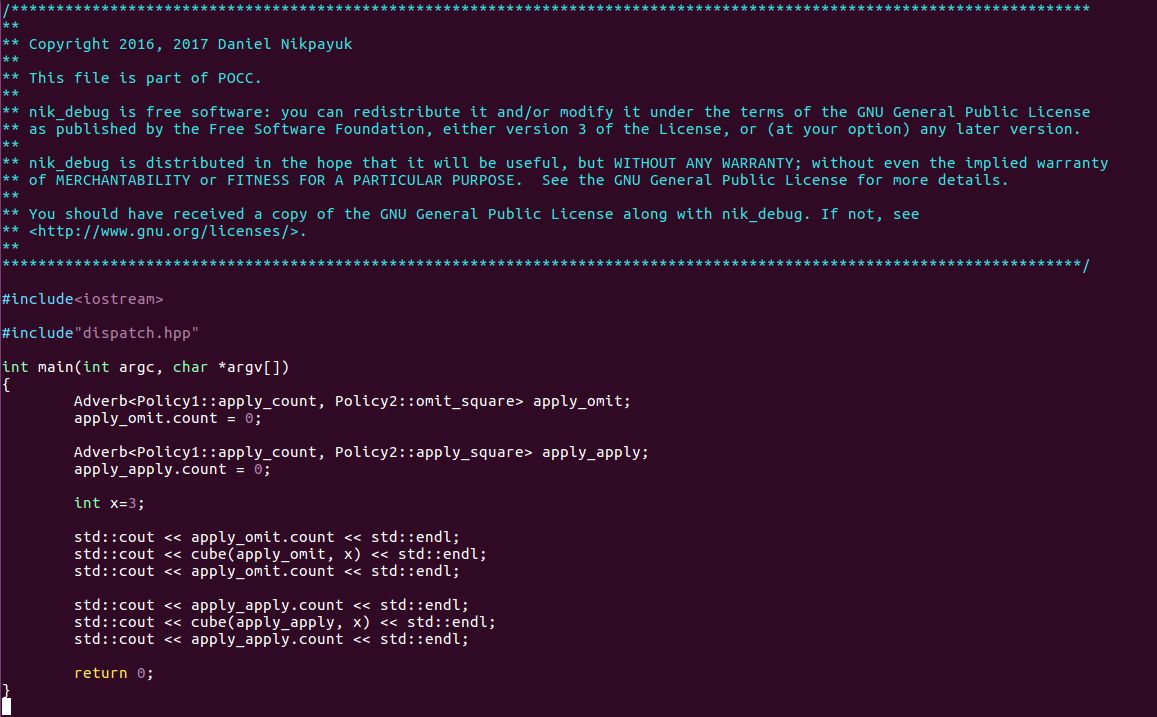 /************************************************************************************************************************
**
** Copyright 2016, 2017 Daniel Nikpayuk
**
** This file is part of POCC.
**
** nik_debug is free software: you can redistribute it and/or modify it under the terms of the GNU General Public License
** as published by the Free Software Foundation, either version 3 of the License, or (at your option) any later version.
**
** nik_debug is distributed in the hope that it will be useful, but WITHOUT ANY WARRANTY; without even the implied warranty
** of MERCHANTABILITY or FITNESS FOR A PARTICULAR PURPOSE.  See the GNU General Public License for more details.
**
** You should have received a copy of the GNU General Public License along with nik_debug. If not, see
** <http://www.gnu.org/licenses/>.
**
************************************************************************************************************************/

#include<iostream>

#include"dispatch.hpp"

int main(int argc, char *argv[])
{
        Adverb<Policy1::apply_count, Policy2::omit_square> apply_omit;
        apply_omit.count = 0;

        Adverb<Policy1::apply_count, Policy2::apply_square> apply_apply;
        apply_apply.count = 0;

        int x=3;

        std::cout << apply_omit.count << std::endl;
        std::cout << cube(apply_omit, x) << std::endl;
        std::cout << apply_omit.count << std::endl;

        std::cout << apply_apply.count << std::endl;
        std::cout << cube(apply_apply, x) << std::endl;
        std::cout << apply_apply.count << std::endl;

        return 0;
}